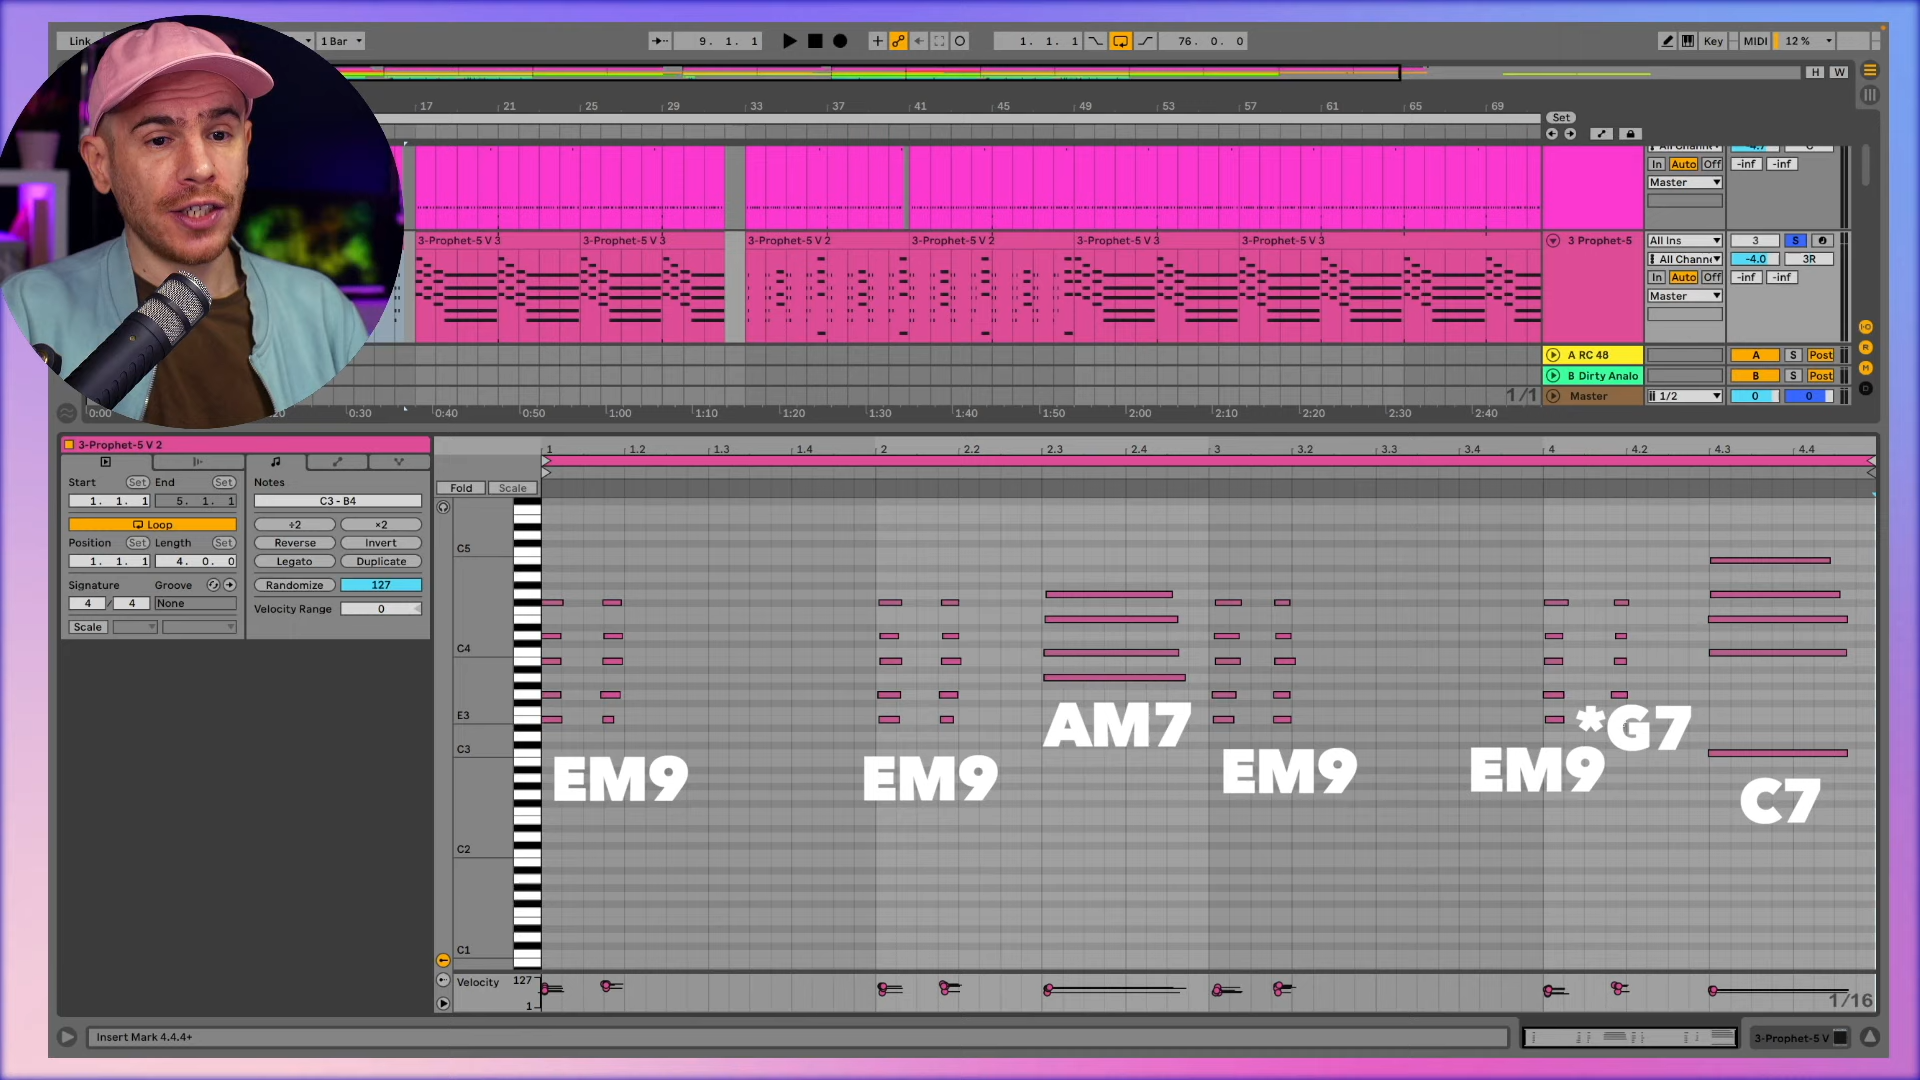 Link
1 Bar
9. 1. 1
1. 1. 1
76. 0. 0
Key
MIDI
12 %
H W
17 21 25 29 33 37 41 45 49 53 57 61 65 69
Set
In Auto Off -inf -inf
Master
3-Prophet-5 V 3
3-Prophet-5 V 3
3-Prophet-5 V 2
3-Prophet-5 V 2
3-Prophet-5 V 3
3-Prophet-5 V 3
3 Prophet-5
All Ins
3 S
All Channe
-4.0 3R
In Auto Off -inf -inf
Master
A RC 48
A S Post
B Dirty Analo
B S Post
1/1
Master
1/2
0 0
0:00 0:30 0:40 0:50 1:00 1:10 1:20 1:30 1:40 1:50 2:00 2:10 2:20 2:30 2:40
3-Prophet-5 V 2
Start Set End Set
1. 1. 1 5. 1. 1
Loop
Position Set Length Set
1. 1. 1 4. 0. 0
Signature Groove
4 / 4 None
Scale
Notes
C3 - B4
÷2 ×2
Reverse Invert
Legato Duplicate
Randomize 127
Velocity Range 0
1 1.2 1.3 1.4 2 2.2 2.3 2.4 3 3.2 3.3 3.4 4 4.2 4.3 4.4
Fold Scale
C5
C4
E3
C3
C2
C1
EM9
EM9
AM7
EM9
EM9
*G7
C7
Velocity 127
1
1/16
Insert Mark 4.4.4+
3-Prophet-5 V